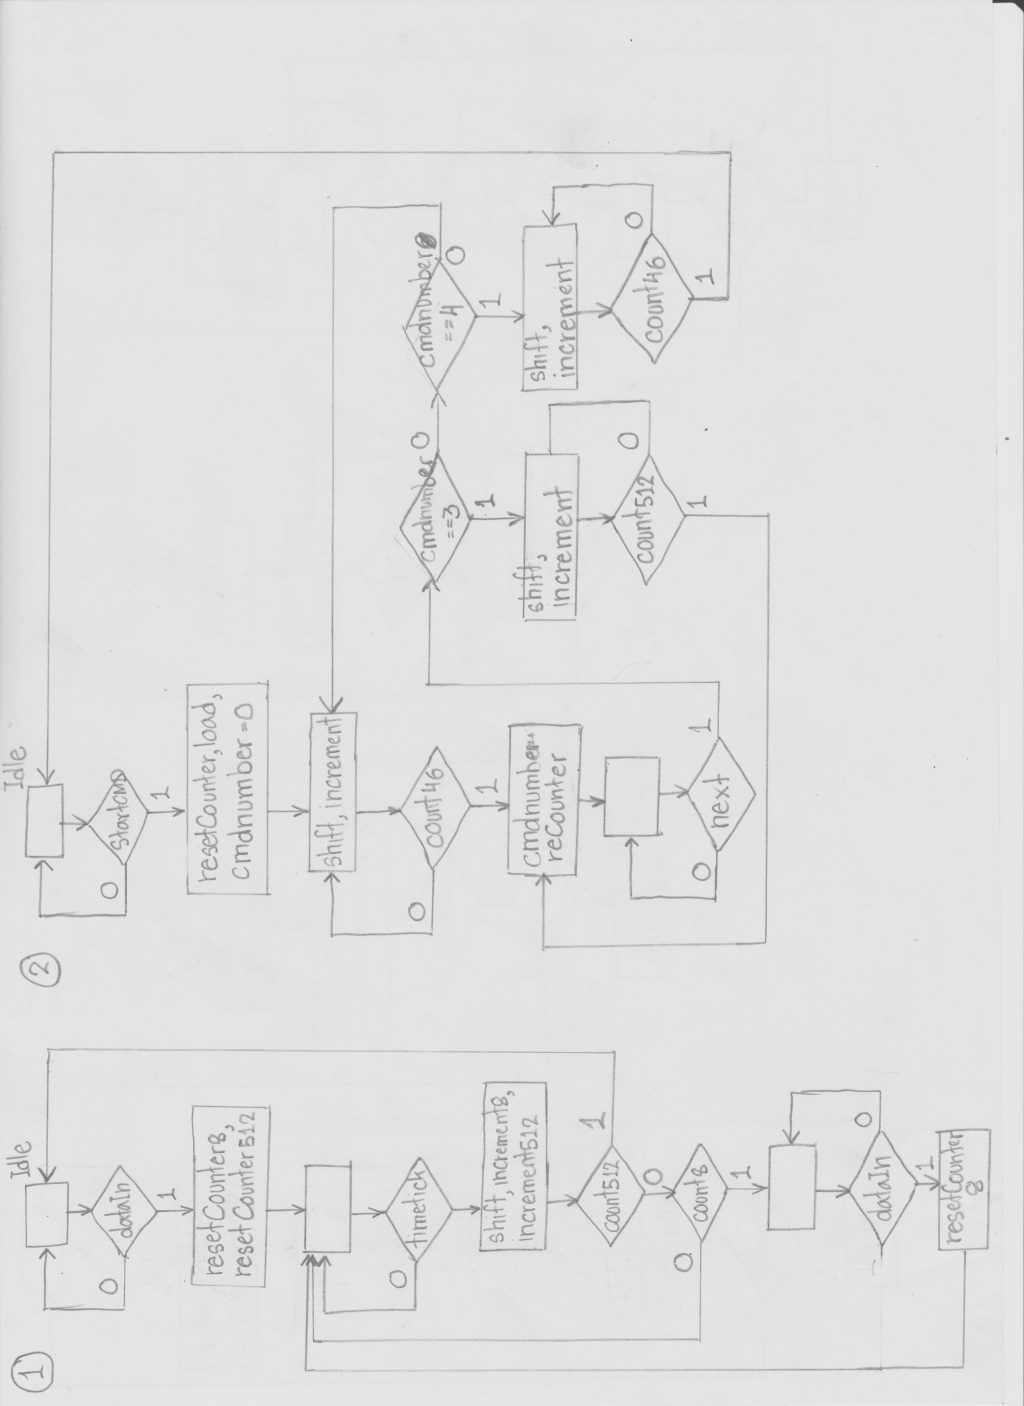 ①
Idle
dataIn
0
1
resetCounter8,
resetCounter512
timetick
0
shift, increment8,
increment512
count512
1
0
count8
0
1
dataIn
0
1
resetCounter
8
②
Idle
StartCMD
0
1
resetCounter, load,
cmdnumber=0
shift, increment
count46
0
1
cmdnumber++
reCounter
next
0
1
cmdnumber
==3
0
1
shift,
increment
count512
0
1
cmdnumber
==4
0
1
shift,
increment
count46
0
1